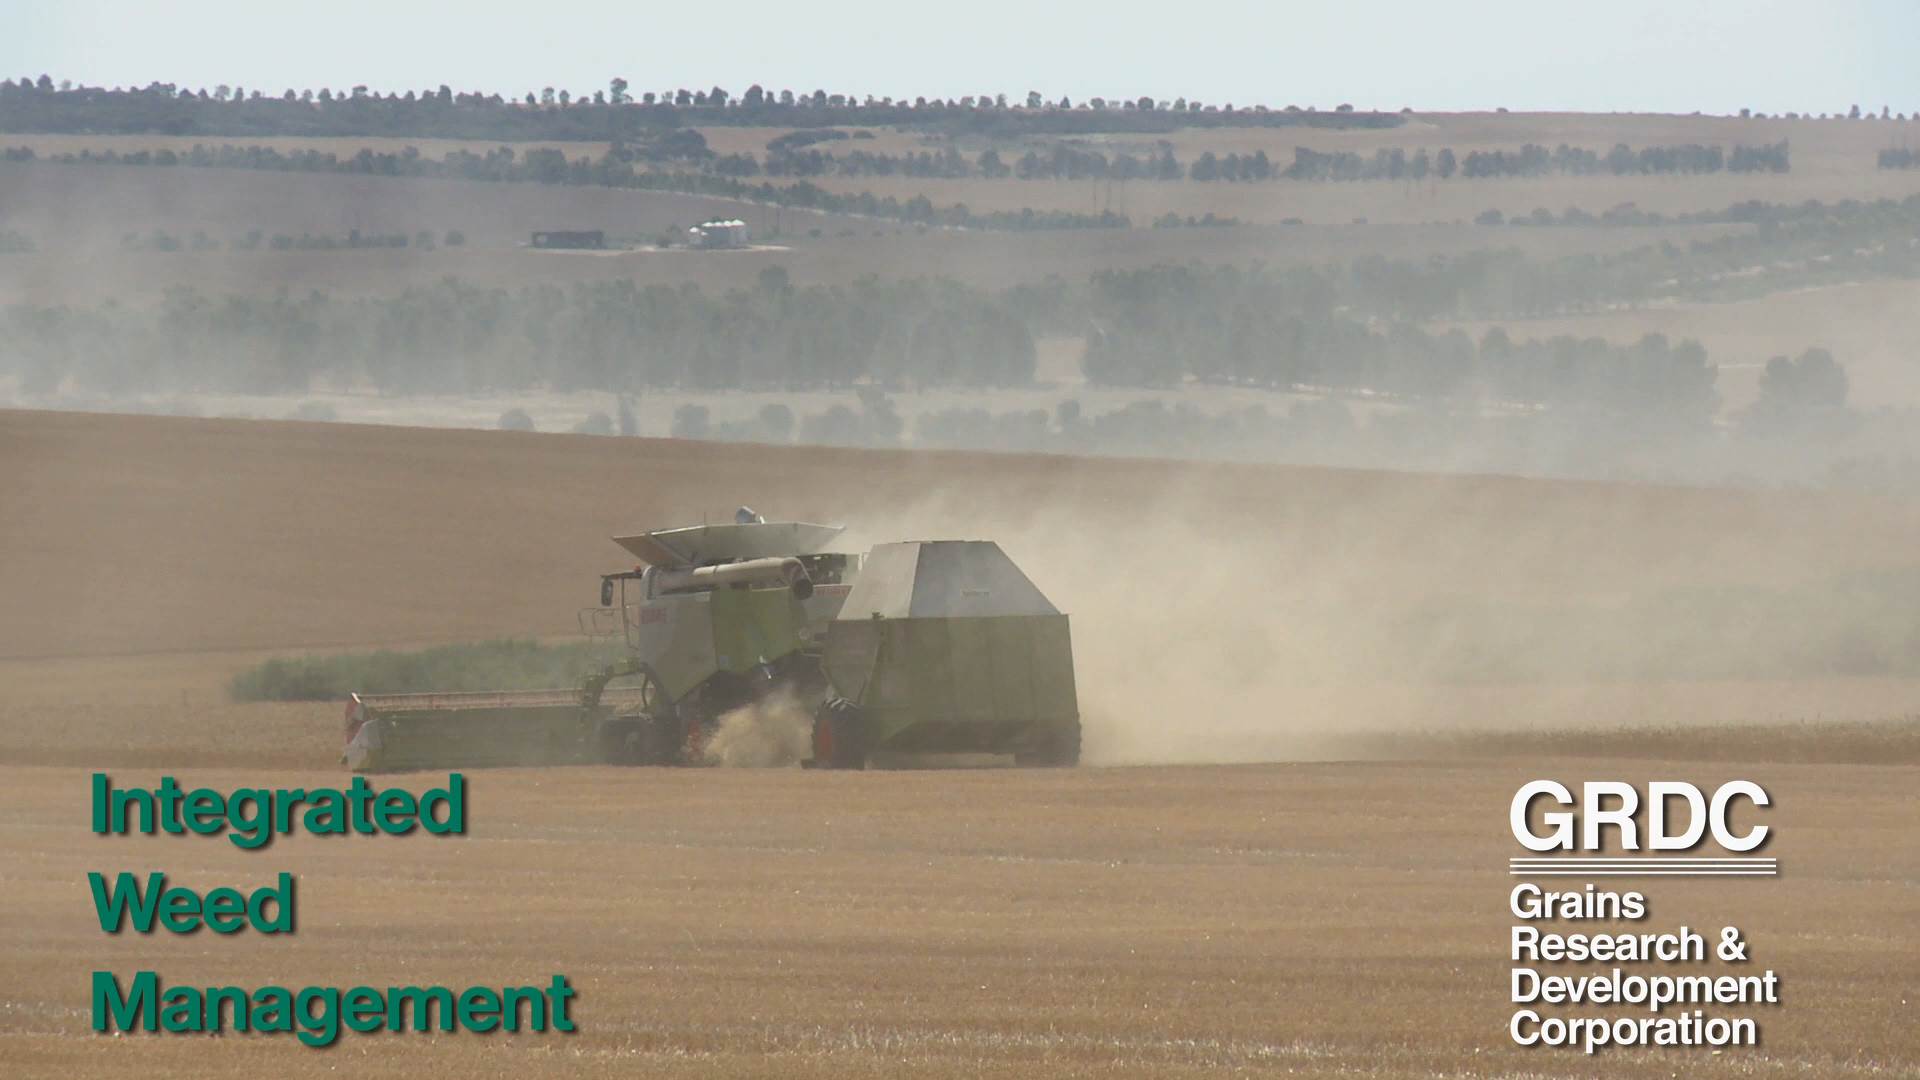 Integrated
Weed
Management
GRDC
Grains
Research &
Development
Corporation